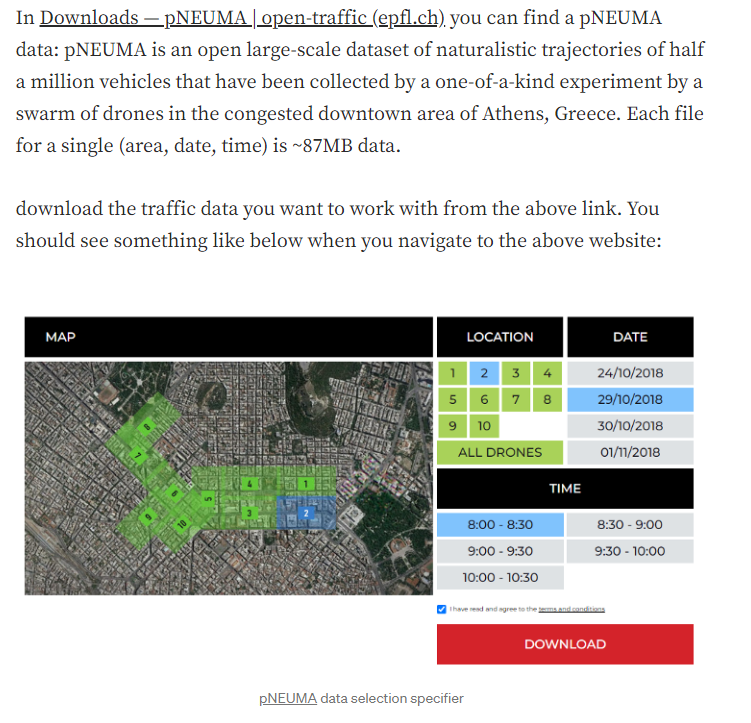 In Downloads — pNEUMA | open-traffic (epfl.ch) you can find a pNEUMA
data: pNEUMA is an open large-scale dataset of naturalistic trajectories of half
a million vehicles that have been collected by a one-of-a-kind experiment by a
swarm of drones in the congested downtown area of Athens, Greece. Each file
for a single (area, date, time) is ~87MB data.
download the traffic data you want to work with from the above link. You
should see something like below when you navigate to the above website:
MAP
8
7
6
9
10
5
4
3
1
2
LOCATION
1 2 3 4
5 6 7 8
9 10
ALL DRONES
DATE
24/10/2018
29/10/2018
30/10/2018
01/11/2018
TIME
8:00 - 8:30 8:30 - 9:00
9:00 - 9:30 9:30 - 10:00
10:00 - 10:30
I have read and agree to the terms and conditions
DOWNLOAD
pNEUMA data selection specifier